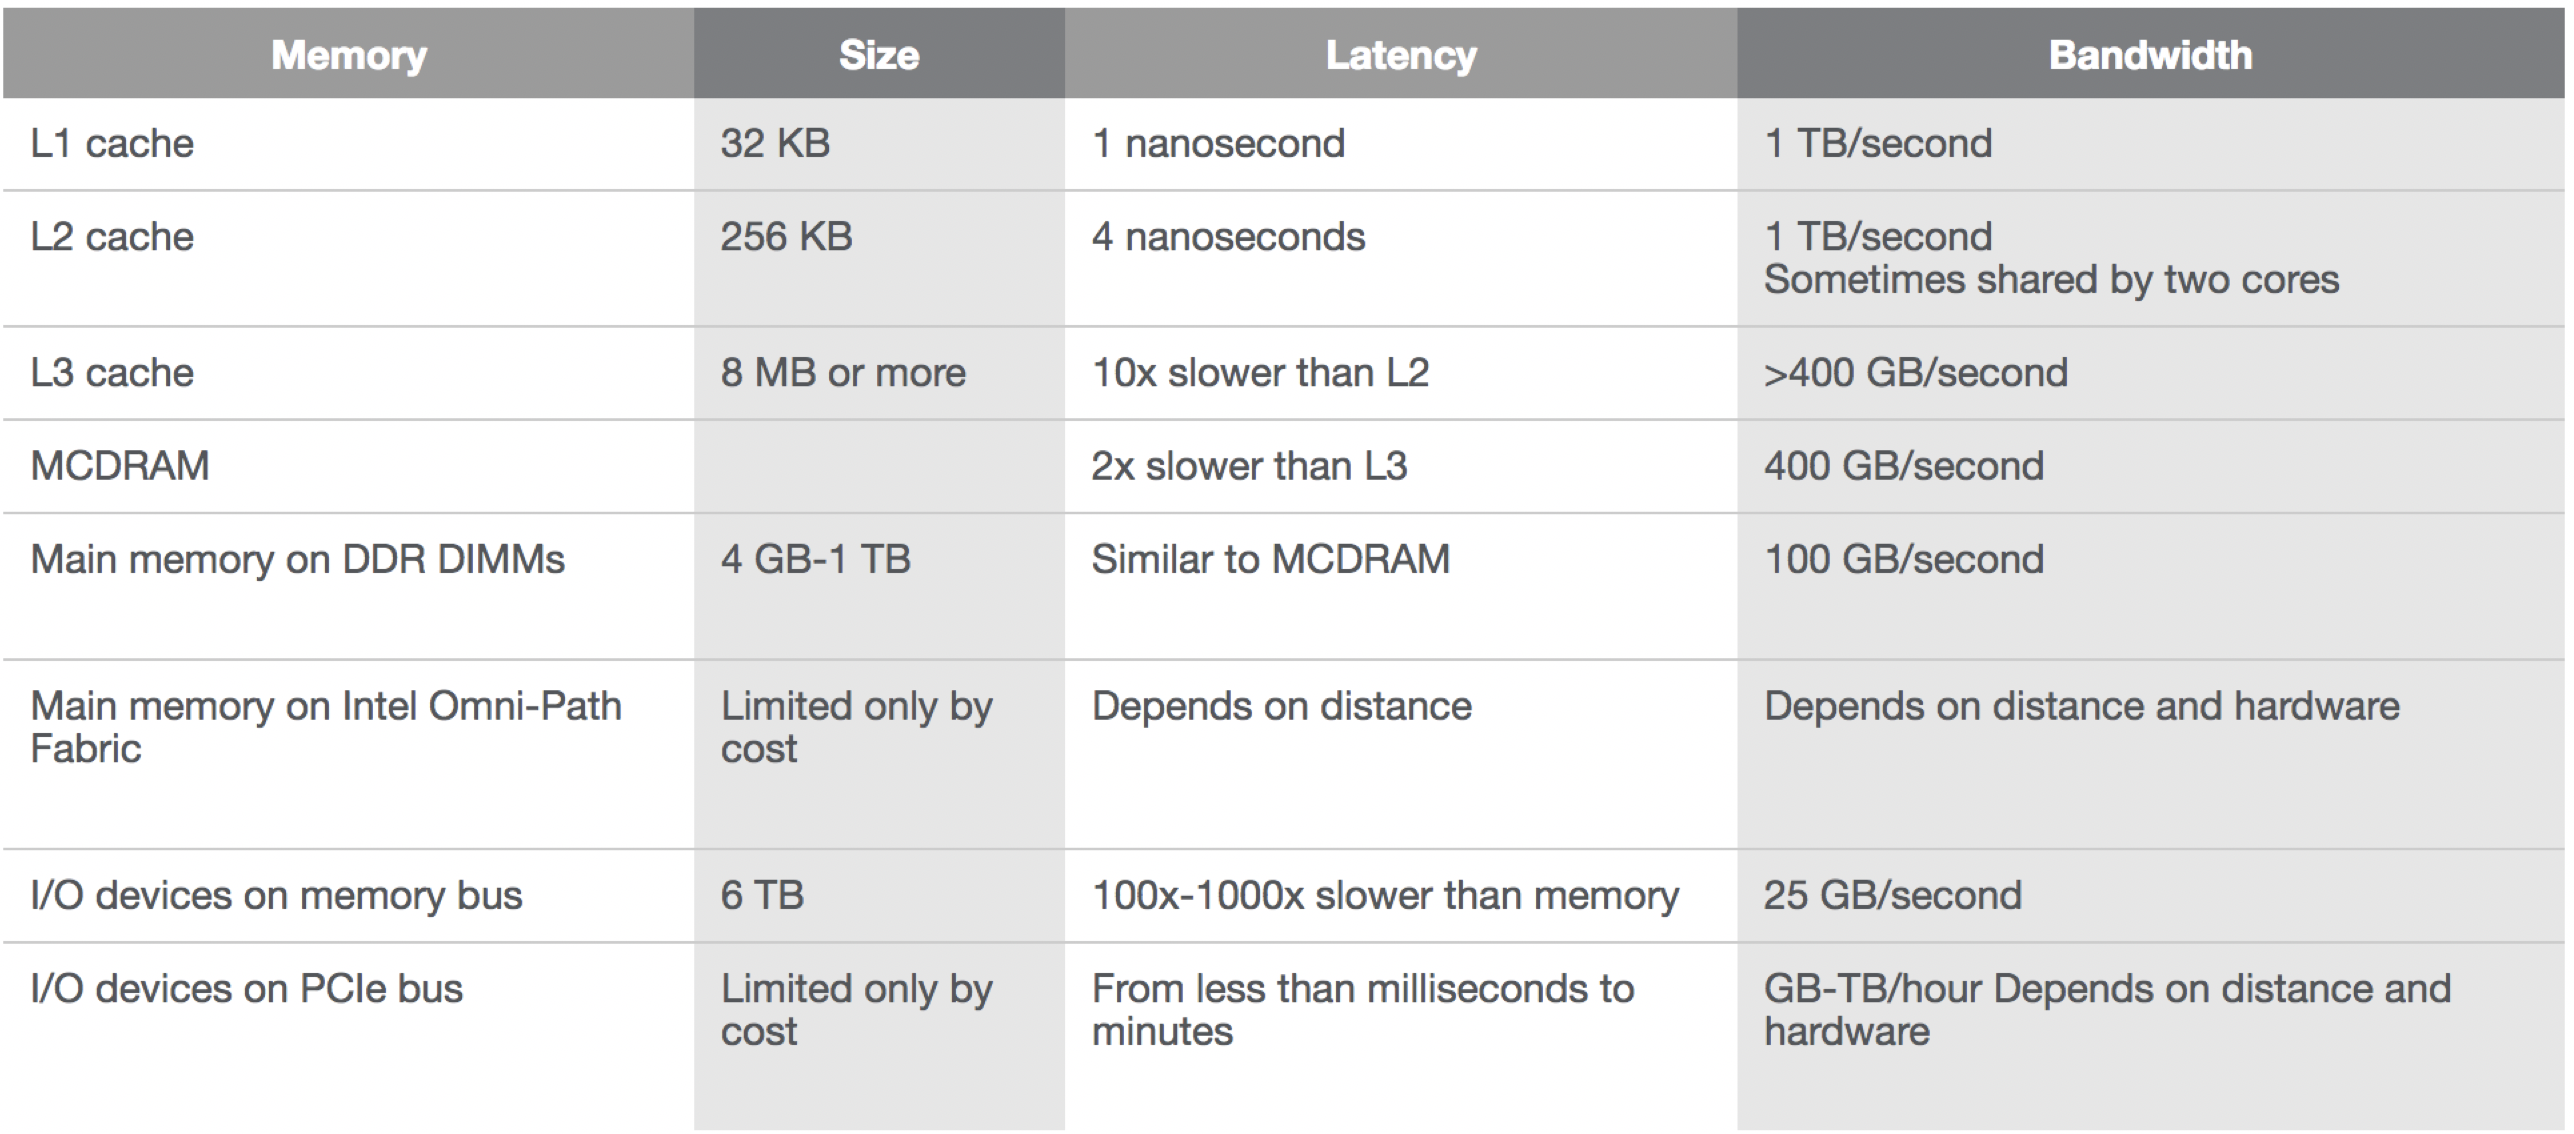 Memory Size Latency Bandwidth
L1 cache 32 KB 1 nanosecond 1 TB/second
L2 cache 256 KB 4 nanoseconds 1 TB/second
Sometimes shared by two cores
L3 cache 8 MB or more 10x slower than L2 >400 GB/second
MCDRAM 2x slower than L3 400 GB/second
Main memory on DDR DIMMs 4 GB-1 TB Similar to MCDRAM 100 GB/second
Main memory on Intel Omni-Path Limited only by Depends on distance Depends on distance and hardware
Fabric cost
I/O devices on memory bus 6 TB 100x-1000x slower than memory 25 GB/second
I/O devices on PCIe bus Limited only by From less than milliseconds to GB-TB/hour Depends on distance and
cost minutes hardware